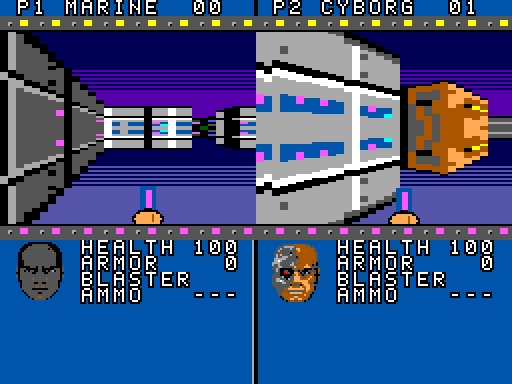 P1 MARINE 00 P2 CYBORG 01
HEALTH 100 HEALTH 100
ARMOR 0 ARMOR 0
BLASTER BLASTER
AMMO --- AMMO ---